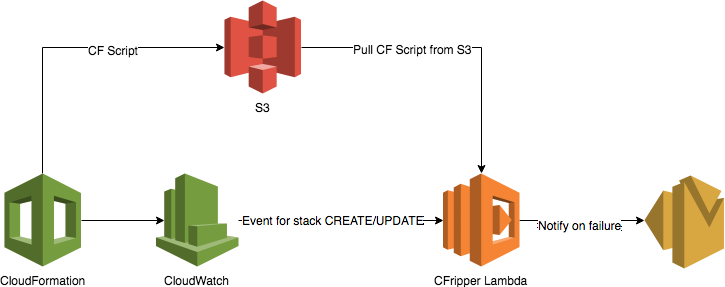 CF Script
Pull CF Script from S3
S3
Event for stack CREATE/UPDATE
Notify on failure
CloudFormation
CloudWatch
CFripper Lambda